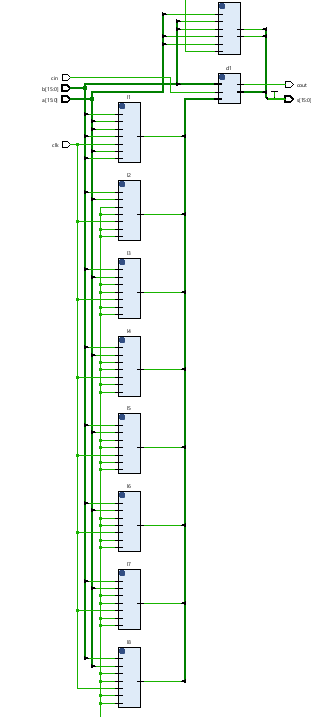 d1
cin
cout
b[15:0]
a[15:0]
s[15:0]
l1
clk
l2
l3
l4
l5
l6
l7
l8